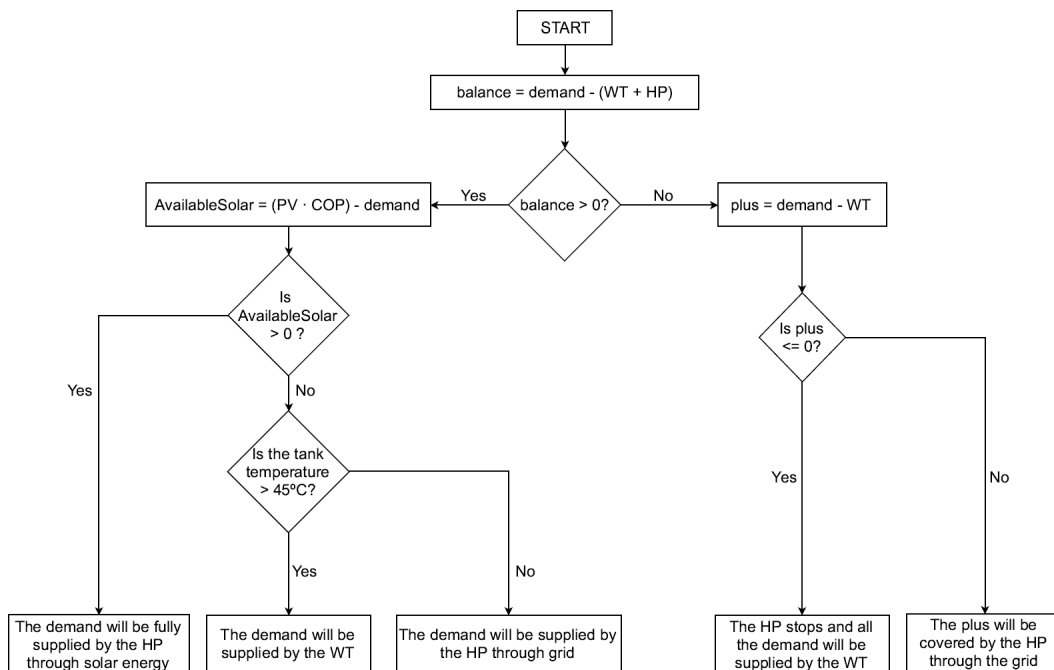 START
balance = demand - (WT + HP)
balance > 0?
Yes
No
AvailableSolar = (PV · COP) - demand
plus = demand - WT
Is
AvailableSolar
> 0 ?
Yes
No
Is plus
<= 0?
Yes
No
Is the tank
temperature
> 45ºC?
Yes
No
The demand will be fully
supplied by the HP
through solar energy
The demand will be
supplied by the WT
The demand will be supplied by
the HP through grid
The HP stops and all
the demand will be
supplied by the WT
The plus will be
covered by the HP
through the grid